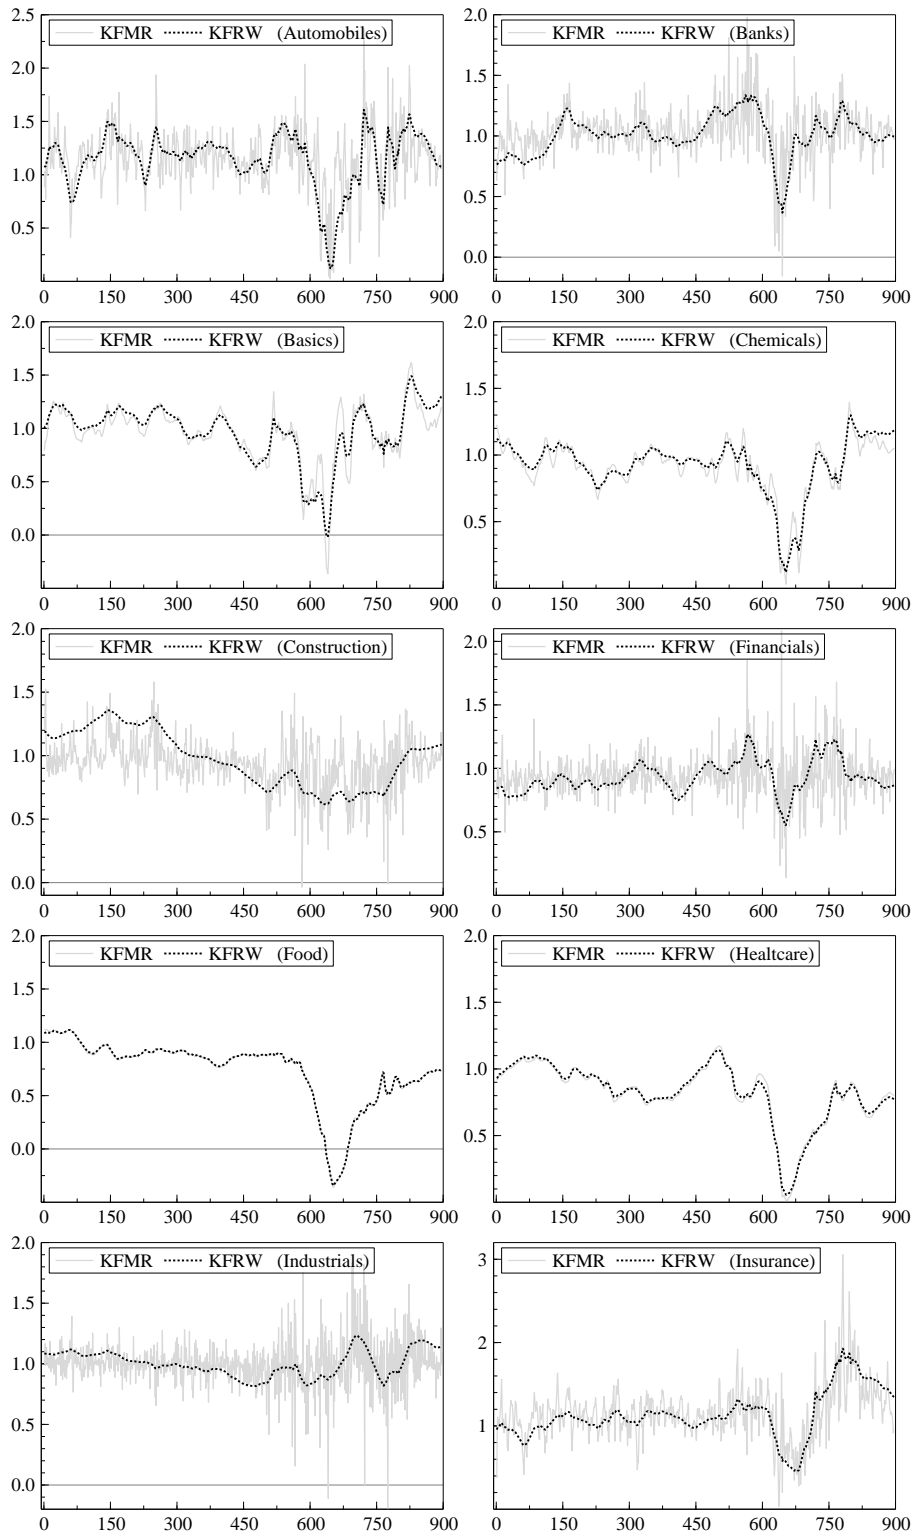 2.5
KFMR KFRW (Automobiles)
2.0
1.5
1.0
0.5
0 150 300 450 600 750 900
2.0
KFMR KFRW (Banks)
1.5
1.0
0.5
0.0
0 150 300 450 600 750 900
2.0
KFMR KFRW (Basics)
1.5
1.0
0.5
0.0
0 150 300 450 600 750 900
2.0
KFMR KFRW (Chemicals)
1.5
1.0
0.5
0 150 300 450 600 750 900
2.0
KFMR KFRW (Construction)
1.5
1.0
0.5
0.0
0 150 300 450 600 750 900
2.0
KFMR KFRW (Financials)
1.5
1.0
0.5
0 150 300 450 600 750 900
2.0
KFMR KFRW (Food)
1.5
1.0
0.5
0.0
0 150 300 450 600 750 900
2.0
KFMR KFRW (Healtcare)
1.5
1.0
0.5
0 150 300 450 600 750 900
2.0
KFMR KFRW (Industrials)
1.5
1.0
0.5
0.0
0 150 300 450 600 750 900
3
KFMR KFRW (Insurance)
2
1
0 150 300 450 600 750 900